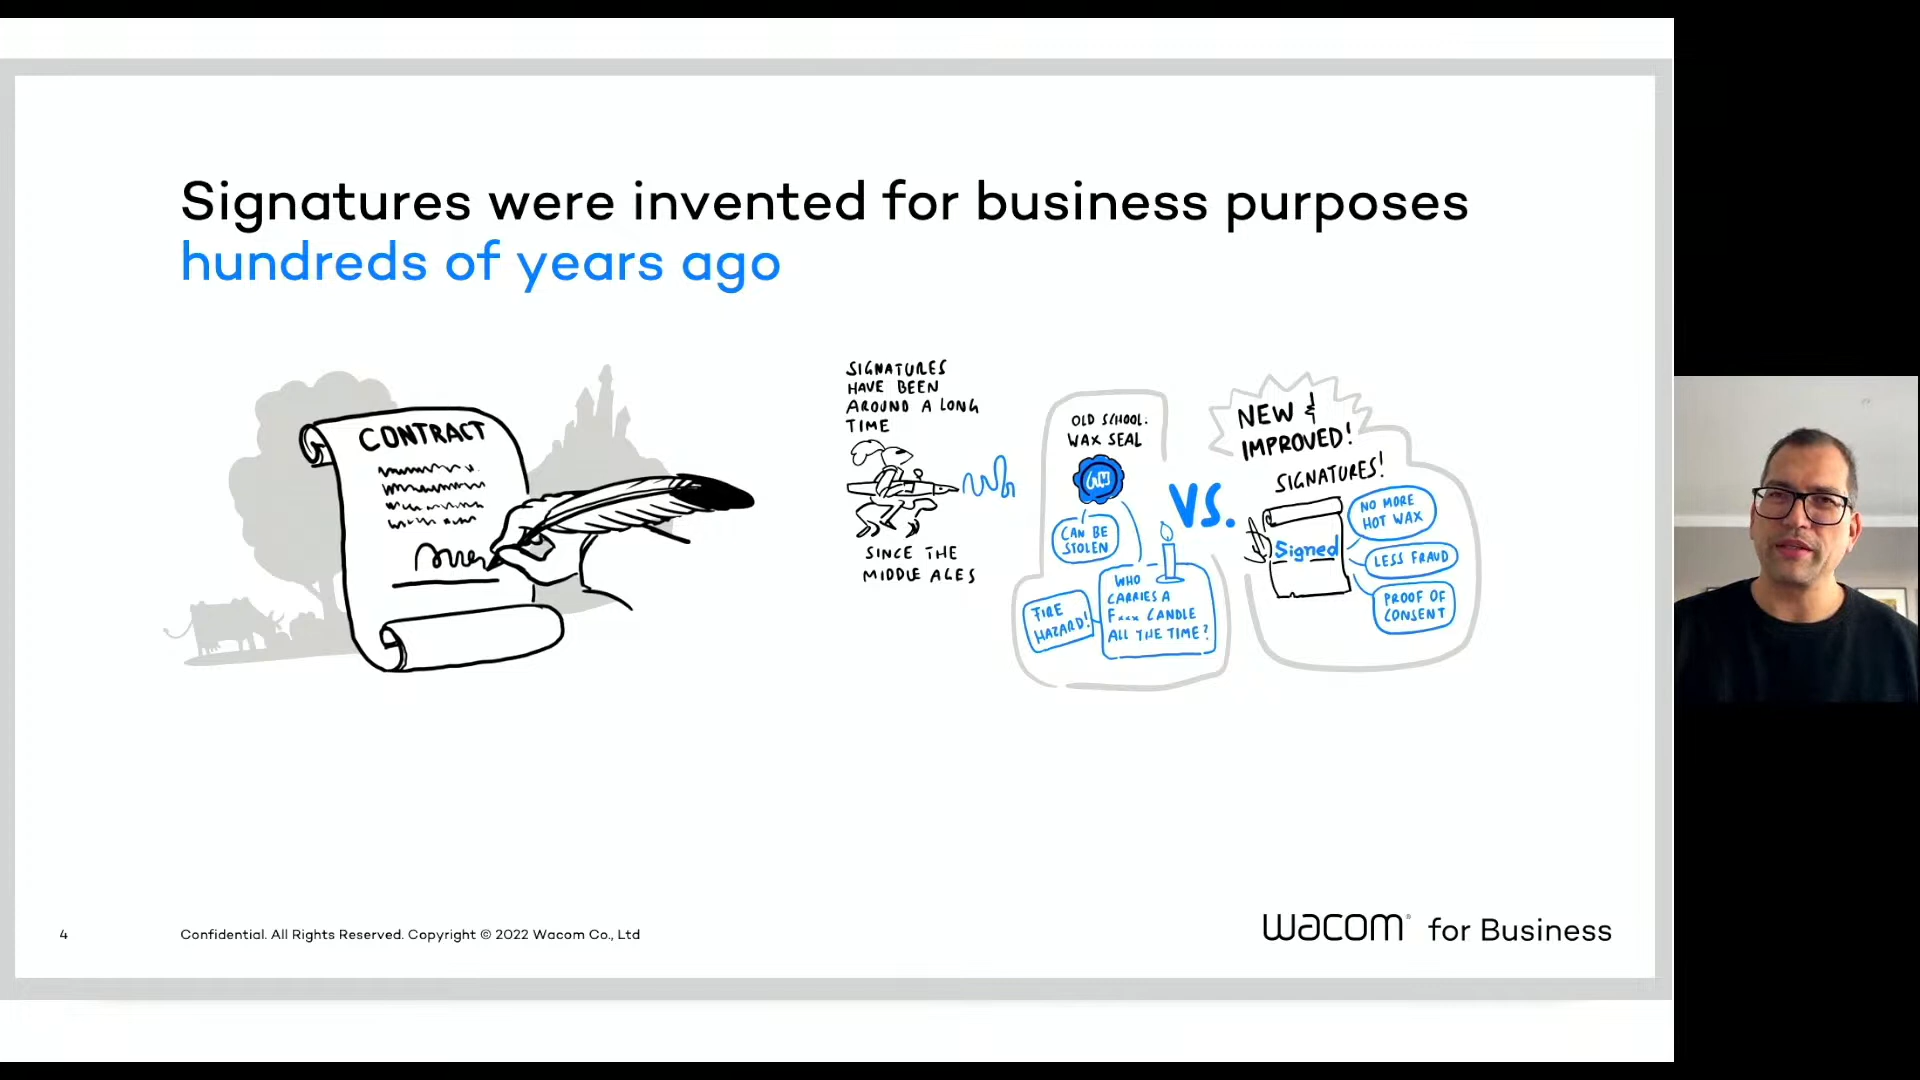 Signatures were invented for business purposes
hundreds of years ago
CONTRACT
SIGNATURES
HAVE BEEN
AROUND A LONG
TIME
SINCE THE
MIDDLE AGES
OLD SCHOOL:
WAX SEAL
CAN BE
STOLEN
FIRE
HAZARD!
WHO
CARRIES A
F*** CANDLE
ALL THE TIME?
VS.
NEW &
IMPROVED!
SIGNATURES!
Signed
NO MORE
HOT WAX
LESS FRAUD
PROOF OF
CONSENT
4
Confidential. All Rights Reserved. Copyright © 2022 Wacom Co., Ltd
wacom® for Business